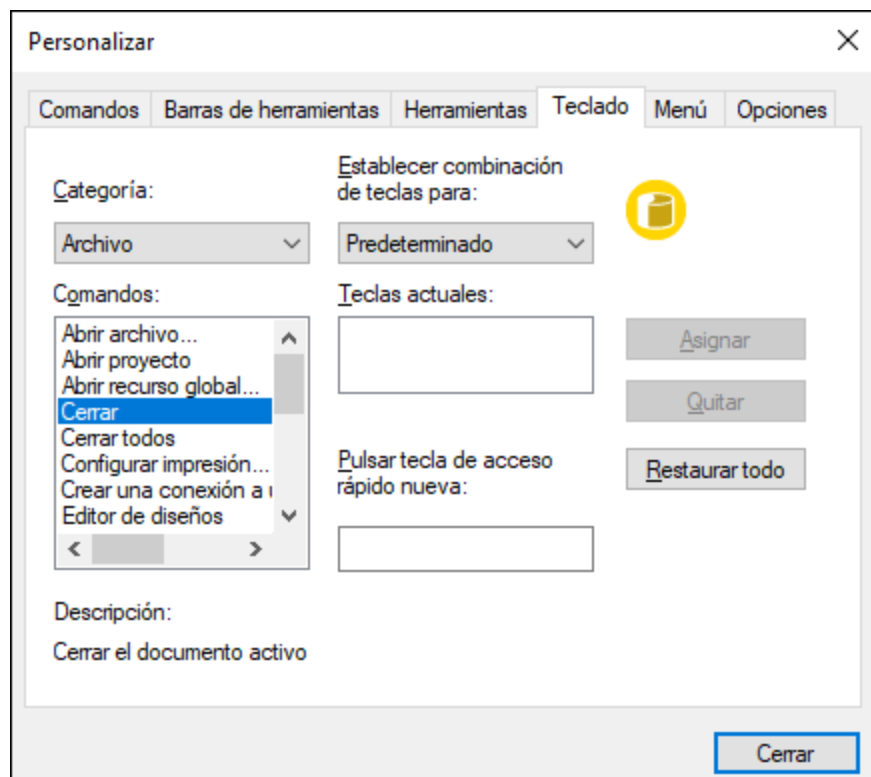 Personalizar
Comandos Barras de herramientas Herramientas Teclado Menú Opciones
Categoría:
Archivo
Establecer combinación
de teclas para:
Predeterminado
Comandos:
Abrir archivo...
Abrir proyecto
Abrir recurso global...
Cerrar
Cerrar todos
Configurar impresión...
Crear una conexión a
Editor de diseños
Teclas actuales:
Pulsar tecla de acceso
rápido nueva:
Asignar
Quitar
Restaurar todo
Descripción:
Cerrar el documento activo
Cerrar